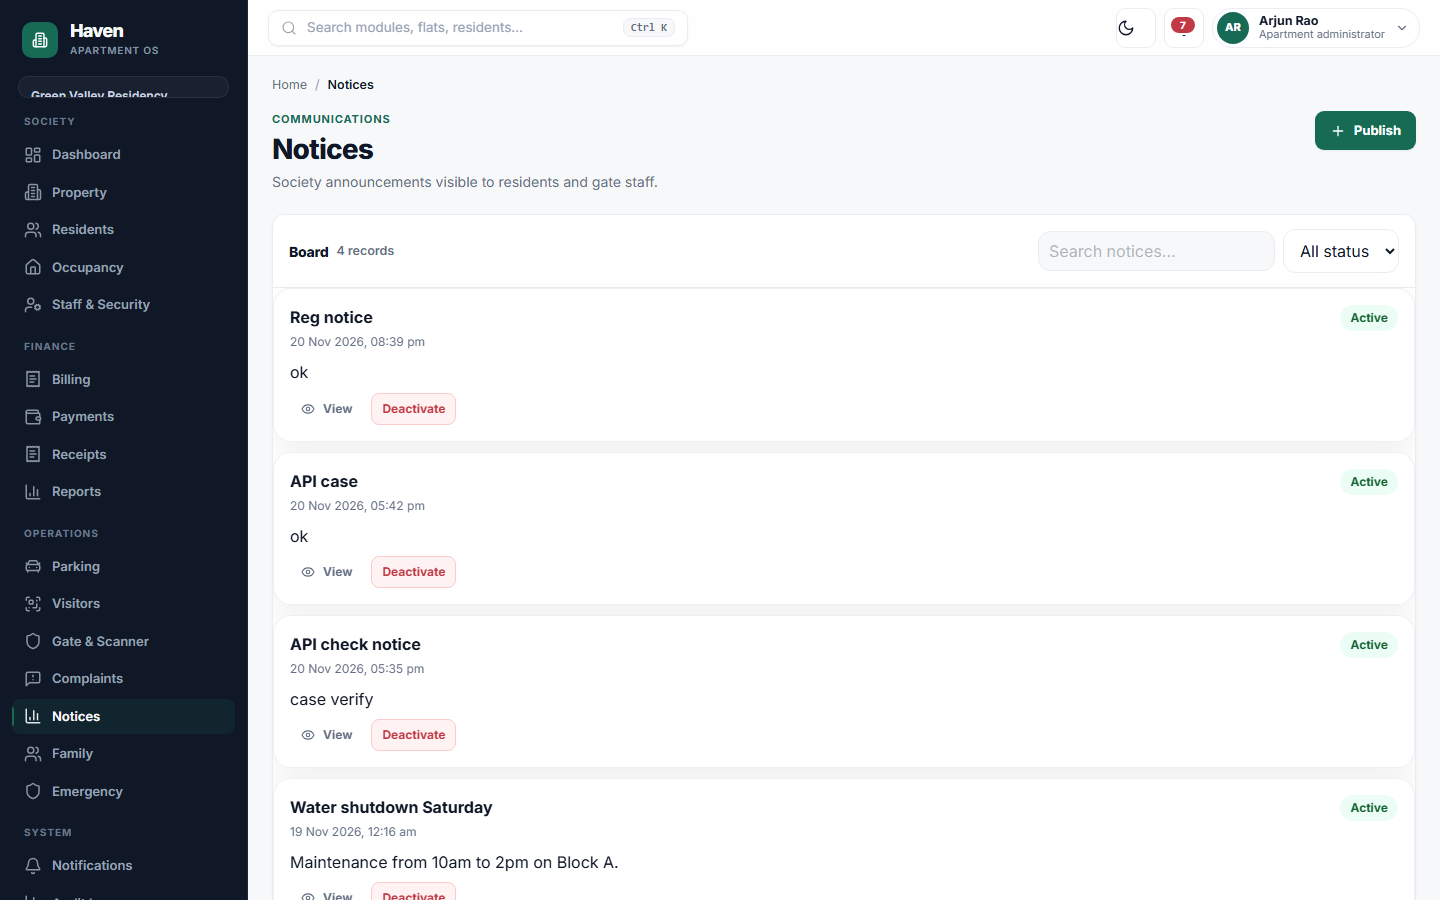 Haven
APARTMENT OS
Green Valley Residency
SOCIETY
Dashboard
Property
Residents
Occupancy
Staff & Security
FINANCE
Billing
Payments
Receipts
Reports
OPERATIONS
Parking
Visitors
Gate & Scanner
Complaints
Notices
Family
Emergency
SYSTEM
Notifications
Search modules, flats, residents...
Ctrl K
7
AR
Arjun Rao
Apartment administrator
Home / Notices
COMMUNICATIONS
Notices
Society announcements visible to residents and gate staff.
+ Publish
Board 4 records
Search notices...
All status
Reg notice
Active
20 Nov 2026, 08:39 pm
ok
View Deactivate
API case
Active
20 Nov 2026, 05:42 pm
ok
View Deactivate
API check notice
Active
20 Nov 2026, 05:35 pm
case verify
View Deactivate
Water shutdown Saturday
Active
19 Nov 2026, 12:16 am
Maintenance from 10am to 2pm on Block A.
View Deactivate